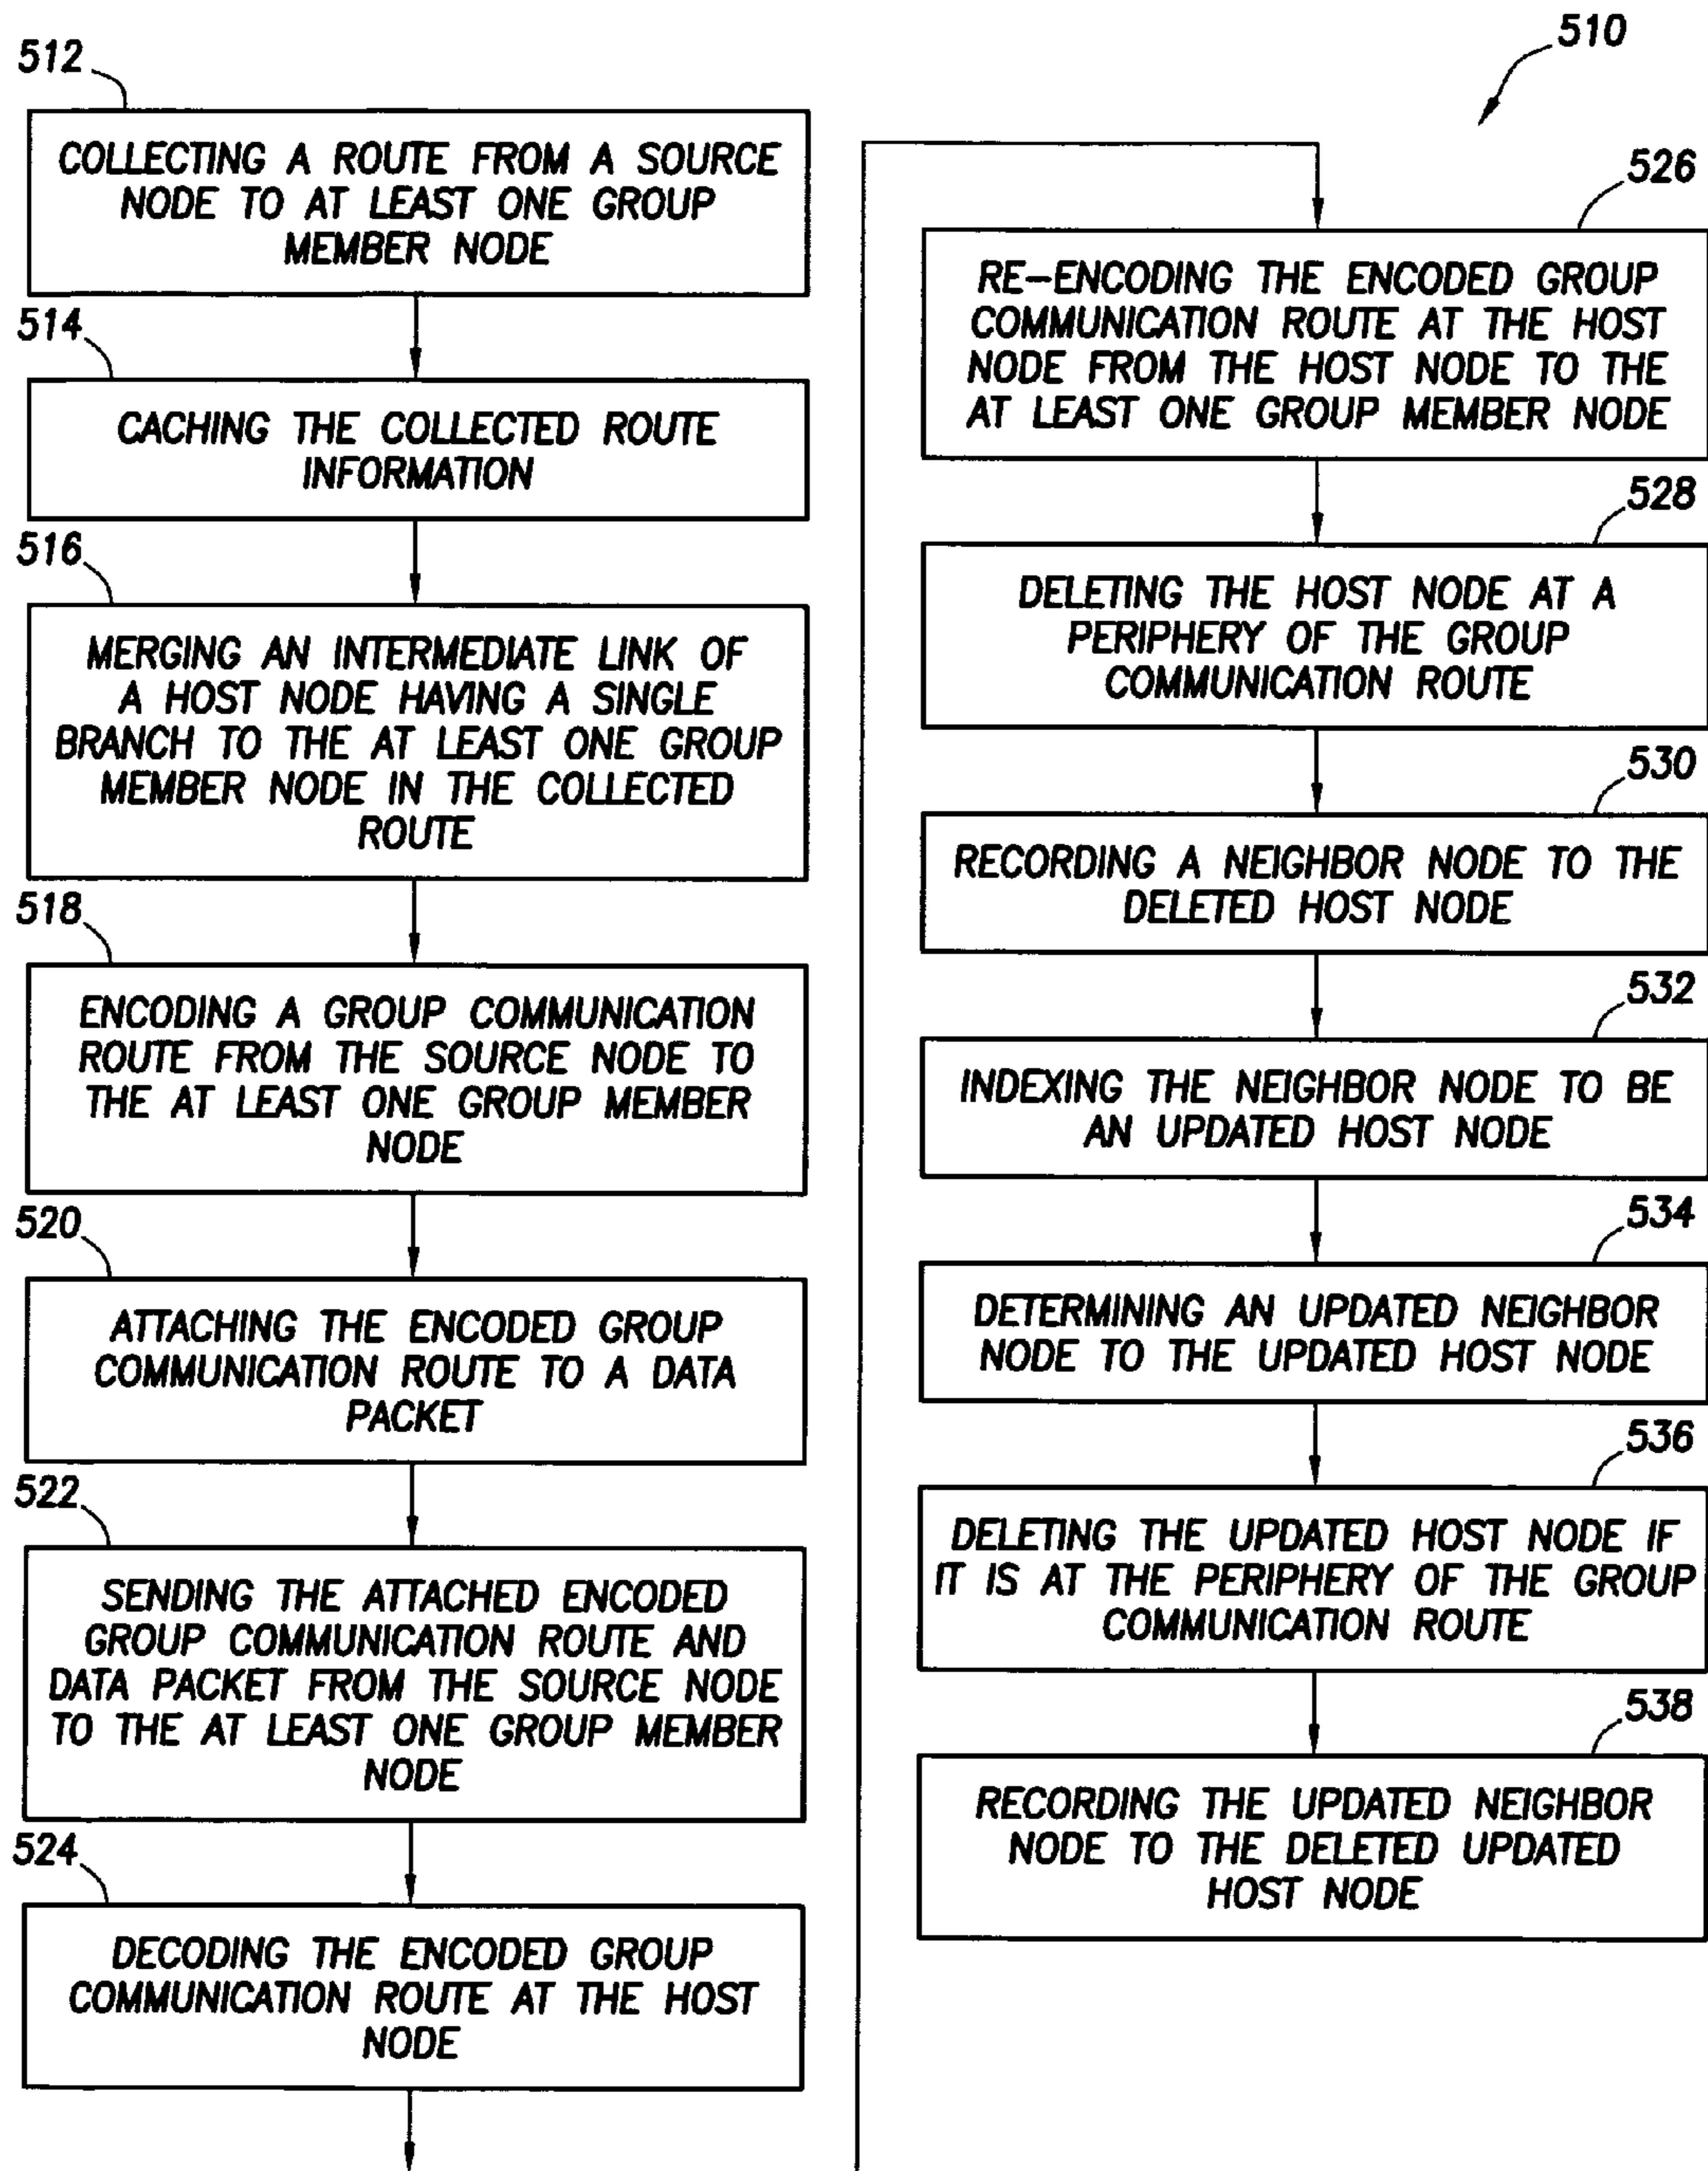 510
512
COLLECTING A ROUTE FROM A SOURCE
NODE TO AT LEAST ONE GROUP
MEMBER NODE
514
CACHING THE COLLECTED ROUTE
INFORMATION
516
MERGING AN INTERMEDIATE LINK OF
A HOST NODE HAVING A SINGLE
BRANCH TO THE AT LEAST ONE GROUP
MEMBER NODE IN THE COLLECTED
ROUTE
518
ENCODING A GROUP COMMUNICATION
ROUTE FROM THE SOURCE NODE TO
THE AT LEAST ONE GROUP MEMBER
NODE
520
ATTACHING THE ENCODED GROUP
COMMUNICATION ROUTE TO A DATA
PACKET
522
SENDING THE ATTACHED ENCODED
GROUP COMMUNICATION ROUTE AND
DATA PACKET FROM THE SOURCE NODE
TO THE AT LEAST ONE GROUP MEMBER
NODE
524
DECODING THE ENCODED GROUP
COMMUNICATION ROUTE AT THE HOST
NODE
526
RE-ENCODING THE ENCODED GROUP
COMMUNICATION ROUTE AT THE HOST
NODE FROM THE HOST NODE TO THE
AT LEAST ONE GROUP MEMBER NODE
528
DELETING THE HOST NODE AT A
PERIPHERY OF THE GROUP
COMMUNICATION ROUTE
530
RECORDING A NEIGHBOR NODE TO THE
DELETED HOST NODE
532
INDEXING THE NEIGHBOR NODE TO BE
AN UPDATED HOST NODE
534
DETERMINING AN UPDATED NEIGHBOR
NODE TO THE UPDATED HOST NODE
536
DELETING THE UPDATED HOST NODE IF
IT IS AT THE PERIPHERY OF THE GROUP
COMMUNICATION ROUTE
538
RECORDING THE UPDATED NEIGHBOR
NODE TO THE DELETED UPDATED
HOST NODE